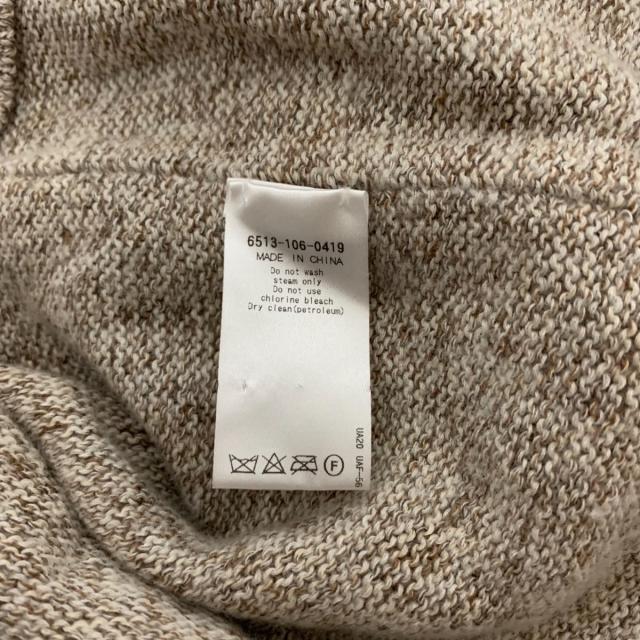 6513-106-0419
MADE IN CHINA
Do not wash
steam only
Do not use
chlorine bleach
Dry clean(petroleum)
F
UA20 UAF-56